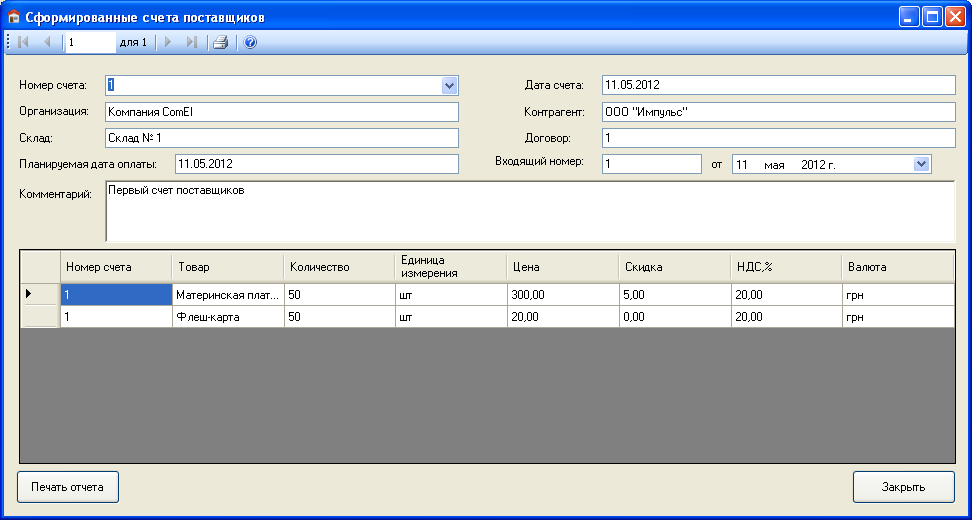 Сформированные счета поставщиков
1 для 1
Номер счета: 1 Дата счета: 11.05.2012
Организация: Компания ComEl Контрагент: ООО "Импульс"
Склад: Склад № 1 Договор: 1
Планируемая дата оплаты: 11.05.2012 Входящий номер: 1 от 11 мая 2012 г.
Комментарий: Первый счет поставщиков
Номер счета Товар Количество Единица измерения Цена Скидка НДС,% Валюта
1 Материнская плат... 50 шт 300,00 5,00 20,00 грн
1 Флеш-карта 50 шт 20,00 0,00 20,00 грн
Печать отчета Закрыть